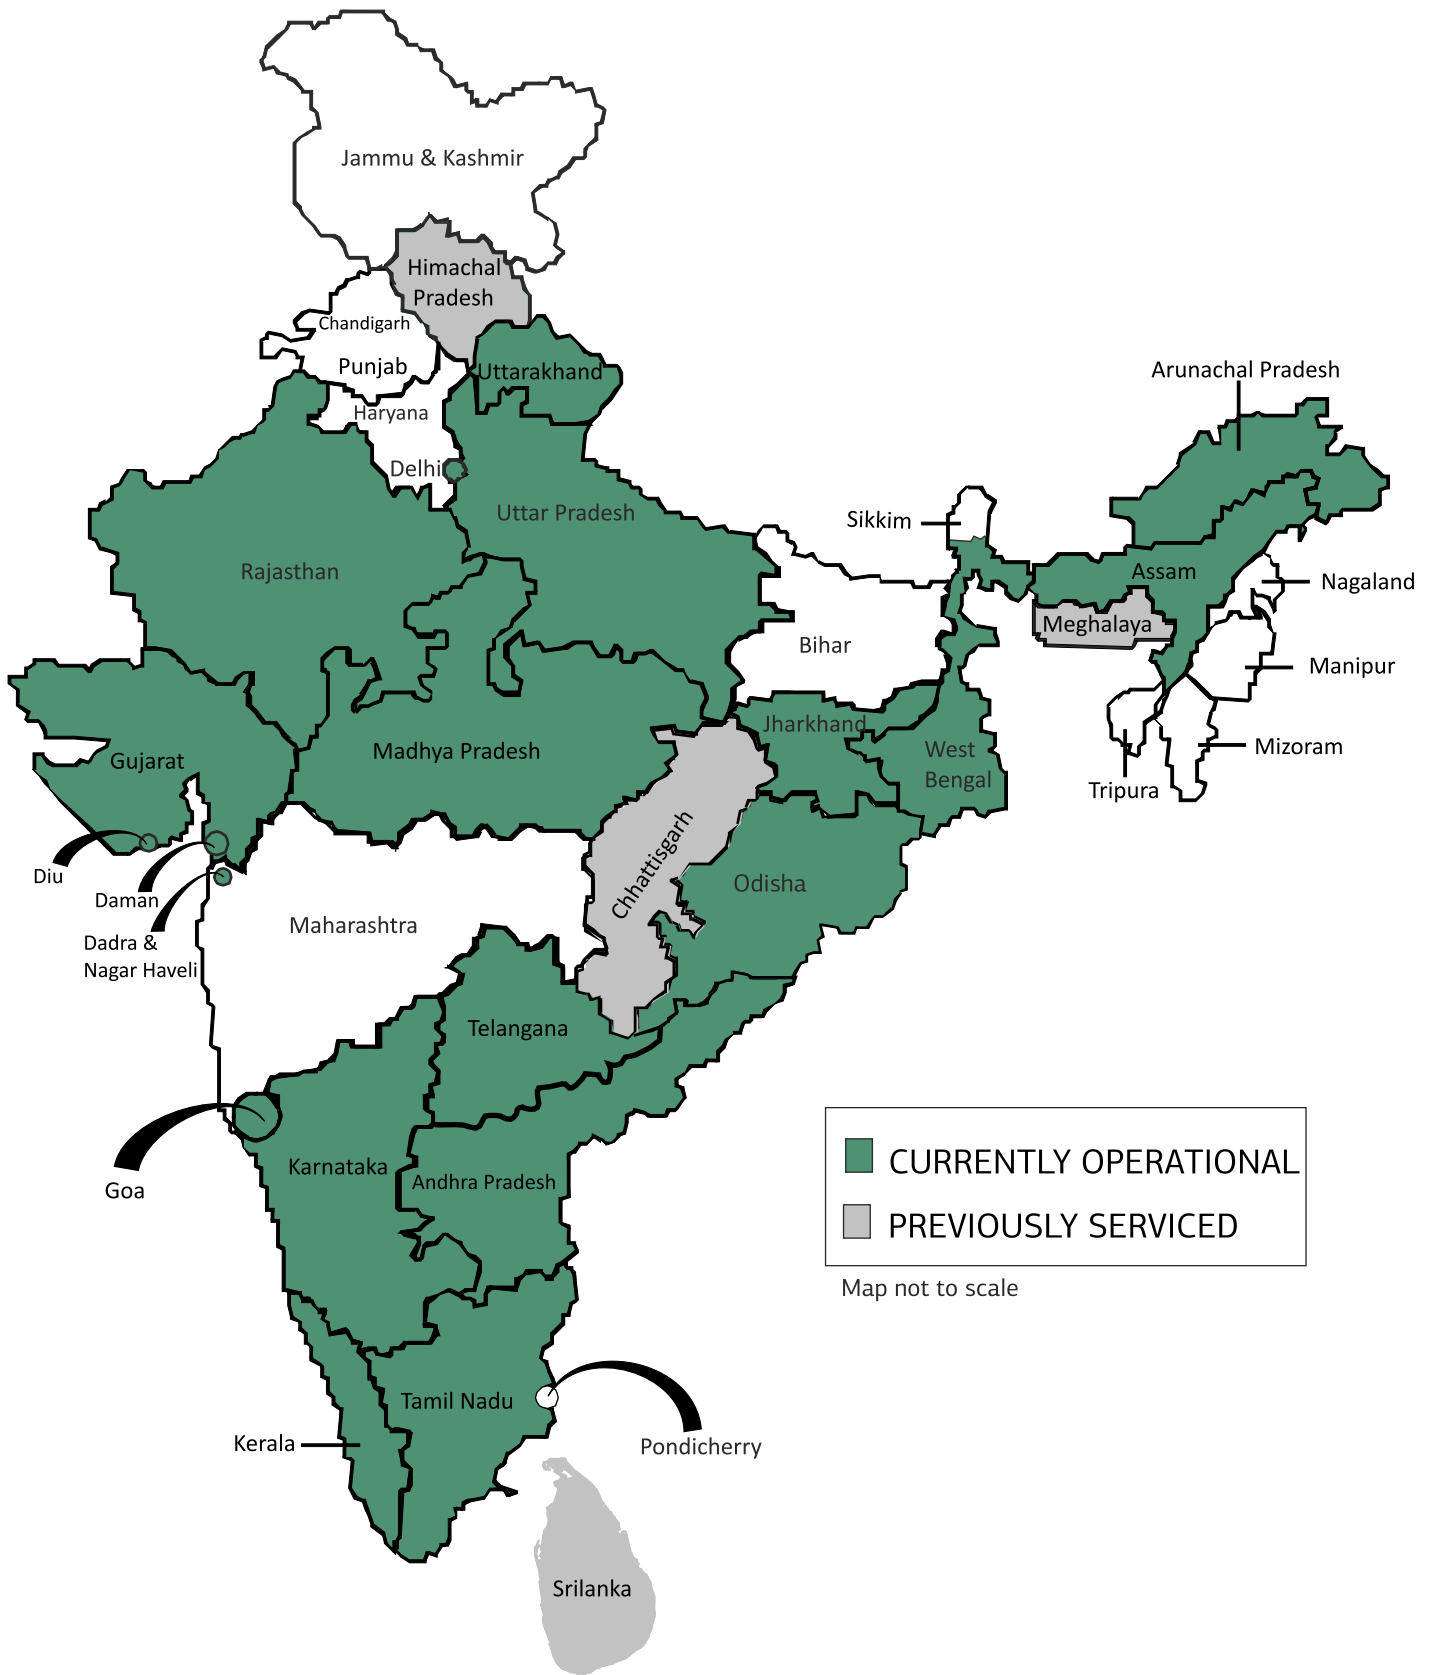 Jammu & Kashmir
Himachal
Pradesh
Chandigarh
Punjab
Uttarakhand
Haryana
Delhi
Arunachal Pradesh
Uttar Pradesh
Sikkim
Rajasthan
Assam
Nagaland
Meghalaya
Bihar
Manipur
Jharkhand
Gujarat
Madhya Pradesh
West
Bengal
Mizoram
Tripura
Diu
Daman
Chhattisgarh
Odisha
Dadra &
Nagar Haveli
Maharashtra
Telangana
Goa
Karnataka
Andhra Pradesh
CURRENTLY OPERATIONAL
PREVIOUSLY SERVICED
Map not to scale
Tamil Nadu
Kerala
Pondicherry
Srilanka